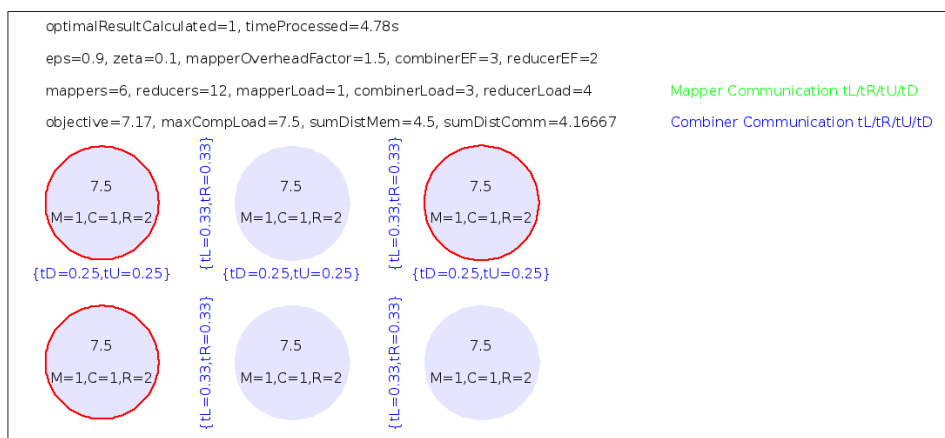 optimalResultCalculated=1, timeProcessed=4.78s
eps=0.9, zeta=0.1, mapperOverheadFactor=1.5, combinerEF=3, reducerEF=2
mappers=6, reducers=12, mapperLoad=1, combinerLoad=3, reducerLoad=4
Mapper Communication tL/tR/tU/tD
objective=7.17, maxCompLoad=7.5, sumDistMem=4.5, sumDistComm=4.16667
Combiner Communication tL/tR/tU/tD
7.5
M=1,C=1,R=2
{tL=0.33,tR=0.33}
7.5
M=1,C=1,R=2
{tL=0.33,tR=0.33}
7.5
M=1,C=1,R=2
{tD=0.25,tU=0.25}
{tD=0.25,tU=0.25}
{tD=0.25,tU=0.25}
7.5
M=1,C=1,R=2
{tL=0.33,tR=0.33}
7.5
M=1,C=1,R=2
{tL=0.33,tR=0.33}
7.5
M=1,C=1,R=2